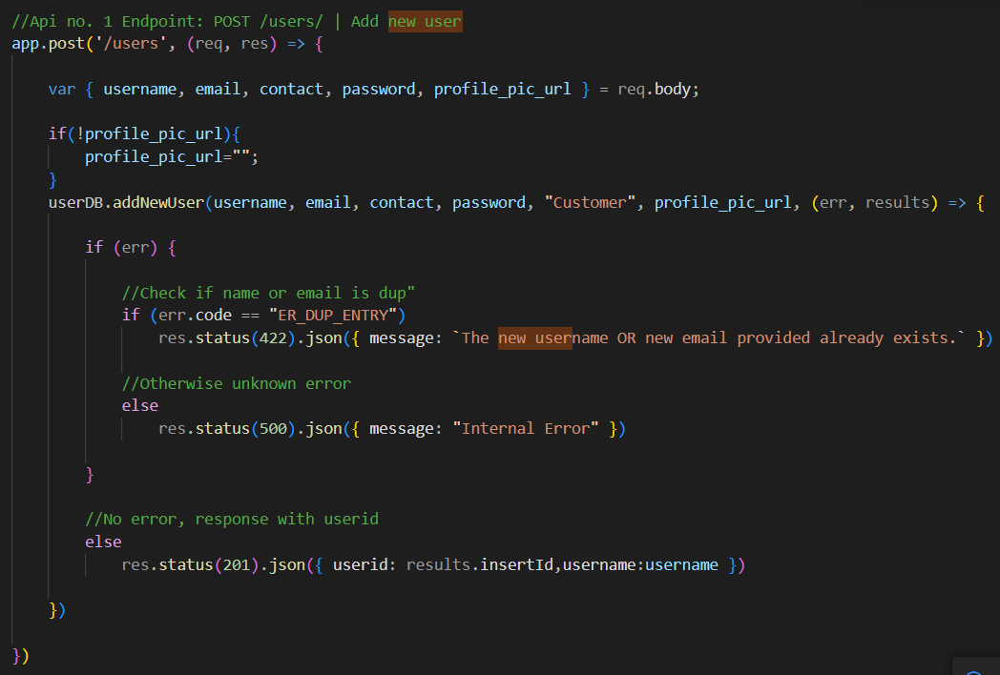 //Api no. 1 Endpoint: POST /users/ | Add new user
app.post('/users', (req, res) => {
var { username, email, contact, password, profile_pic_url } = req.body;
if(!profile_pic_url){
profile_pic_url="";
}
userDB.addNewUser(username, email, contact, password, "Customer", profile_pic_url, (err, results) => {
if (err) {
//Check if name or email is dup"
if (err.code == "ER_DUP_ENTRY")
res.status(422).json({ message: `The new username OR new email provided already exists.` })
//Otherwise unknown error
else
res.status(500).json({ message: "Internal Error" })
}
//No error, response with userid
else
res.status(201).json({ userid: results.insertId,username:username })
})
})